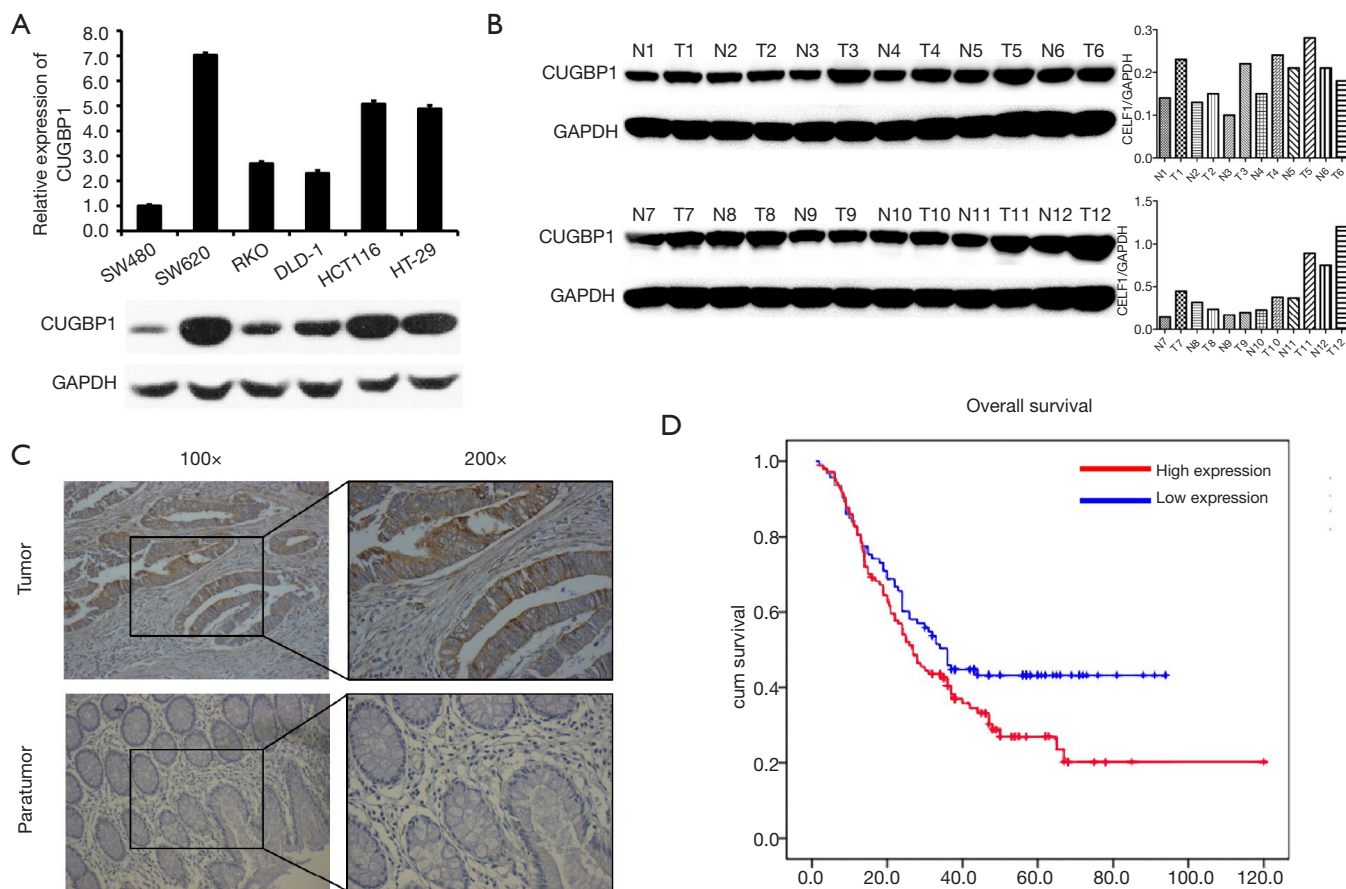 A
Relative expression of
CUGBP1
8.0
7.0
6.0
5.0
4.0
3.0
2.0
1.0
0.0
SW480
SW620
RKO
DLD-1
HCT116
HT-29
CUGBP1
GAPDH
B
N1 T1 N2 T2 N3 T3 N4 T4 N5 T5 N6 T6
CUGBP1
GAPDH
CELF1/GAPDH
0.3
0.2
0.1
0.0
N1 T1 N2 T2 N3 T3 N4 T4 N5 T5 N6 T6
N7 T7 N8 T8 N9 T9 N10 T10 N11 T11 N12 T12
CUGBP1
GAPDH
CELF1/GAPDH
1.5
1.0
0.5
0.0
N7 T7 N8 T8 N9 T9 N10 T10 N11 T11 N12 T12
C
100×
200×
Tumor
Paratumor
D
Overall survival
High expression
Low expression
cum survival
1.0
0.8
0.6
0.4
0.2
0.0
0.0 20.0 40.0 60.0 80.0 100.0 120.0